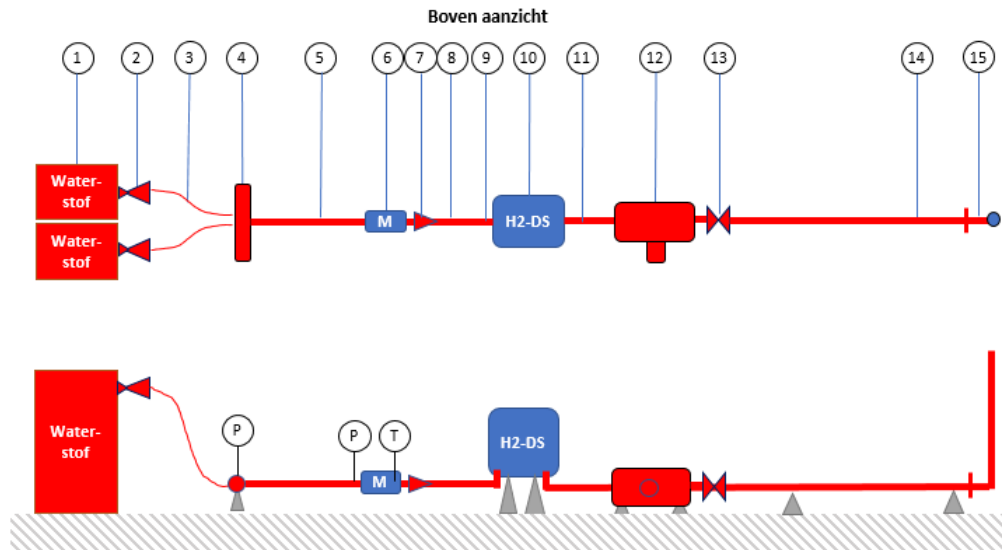 Boven aanzicht
1 2 3 4 5 6 7 8 9 10 11 12 13 14 15
Water-
stof
M
H2-DS
Water-
stof
P
P T
H2-DS
Water-
stof
M